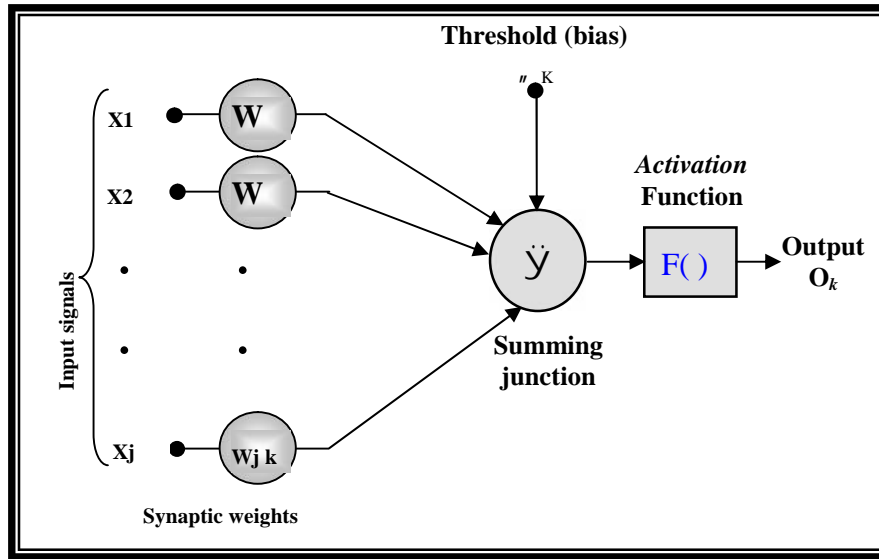 Threshold (bias)
〃 K
X1
W
X2
W
Activation
Function
ÿ
F( )
Output
Ok
Input signals
Summing
junction
Xj
Wj k
Synaptic weights